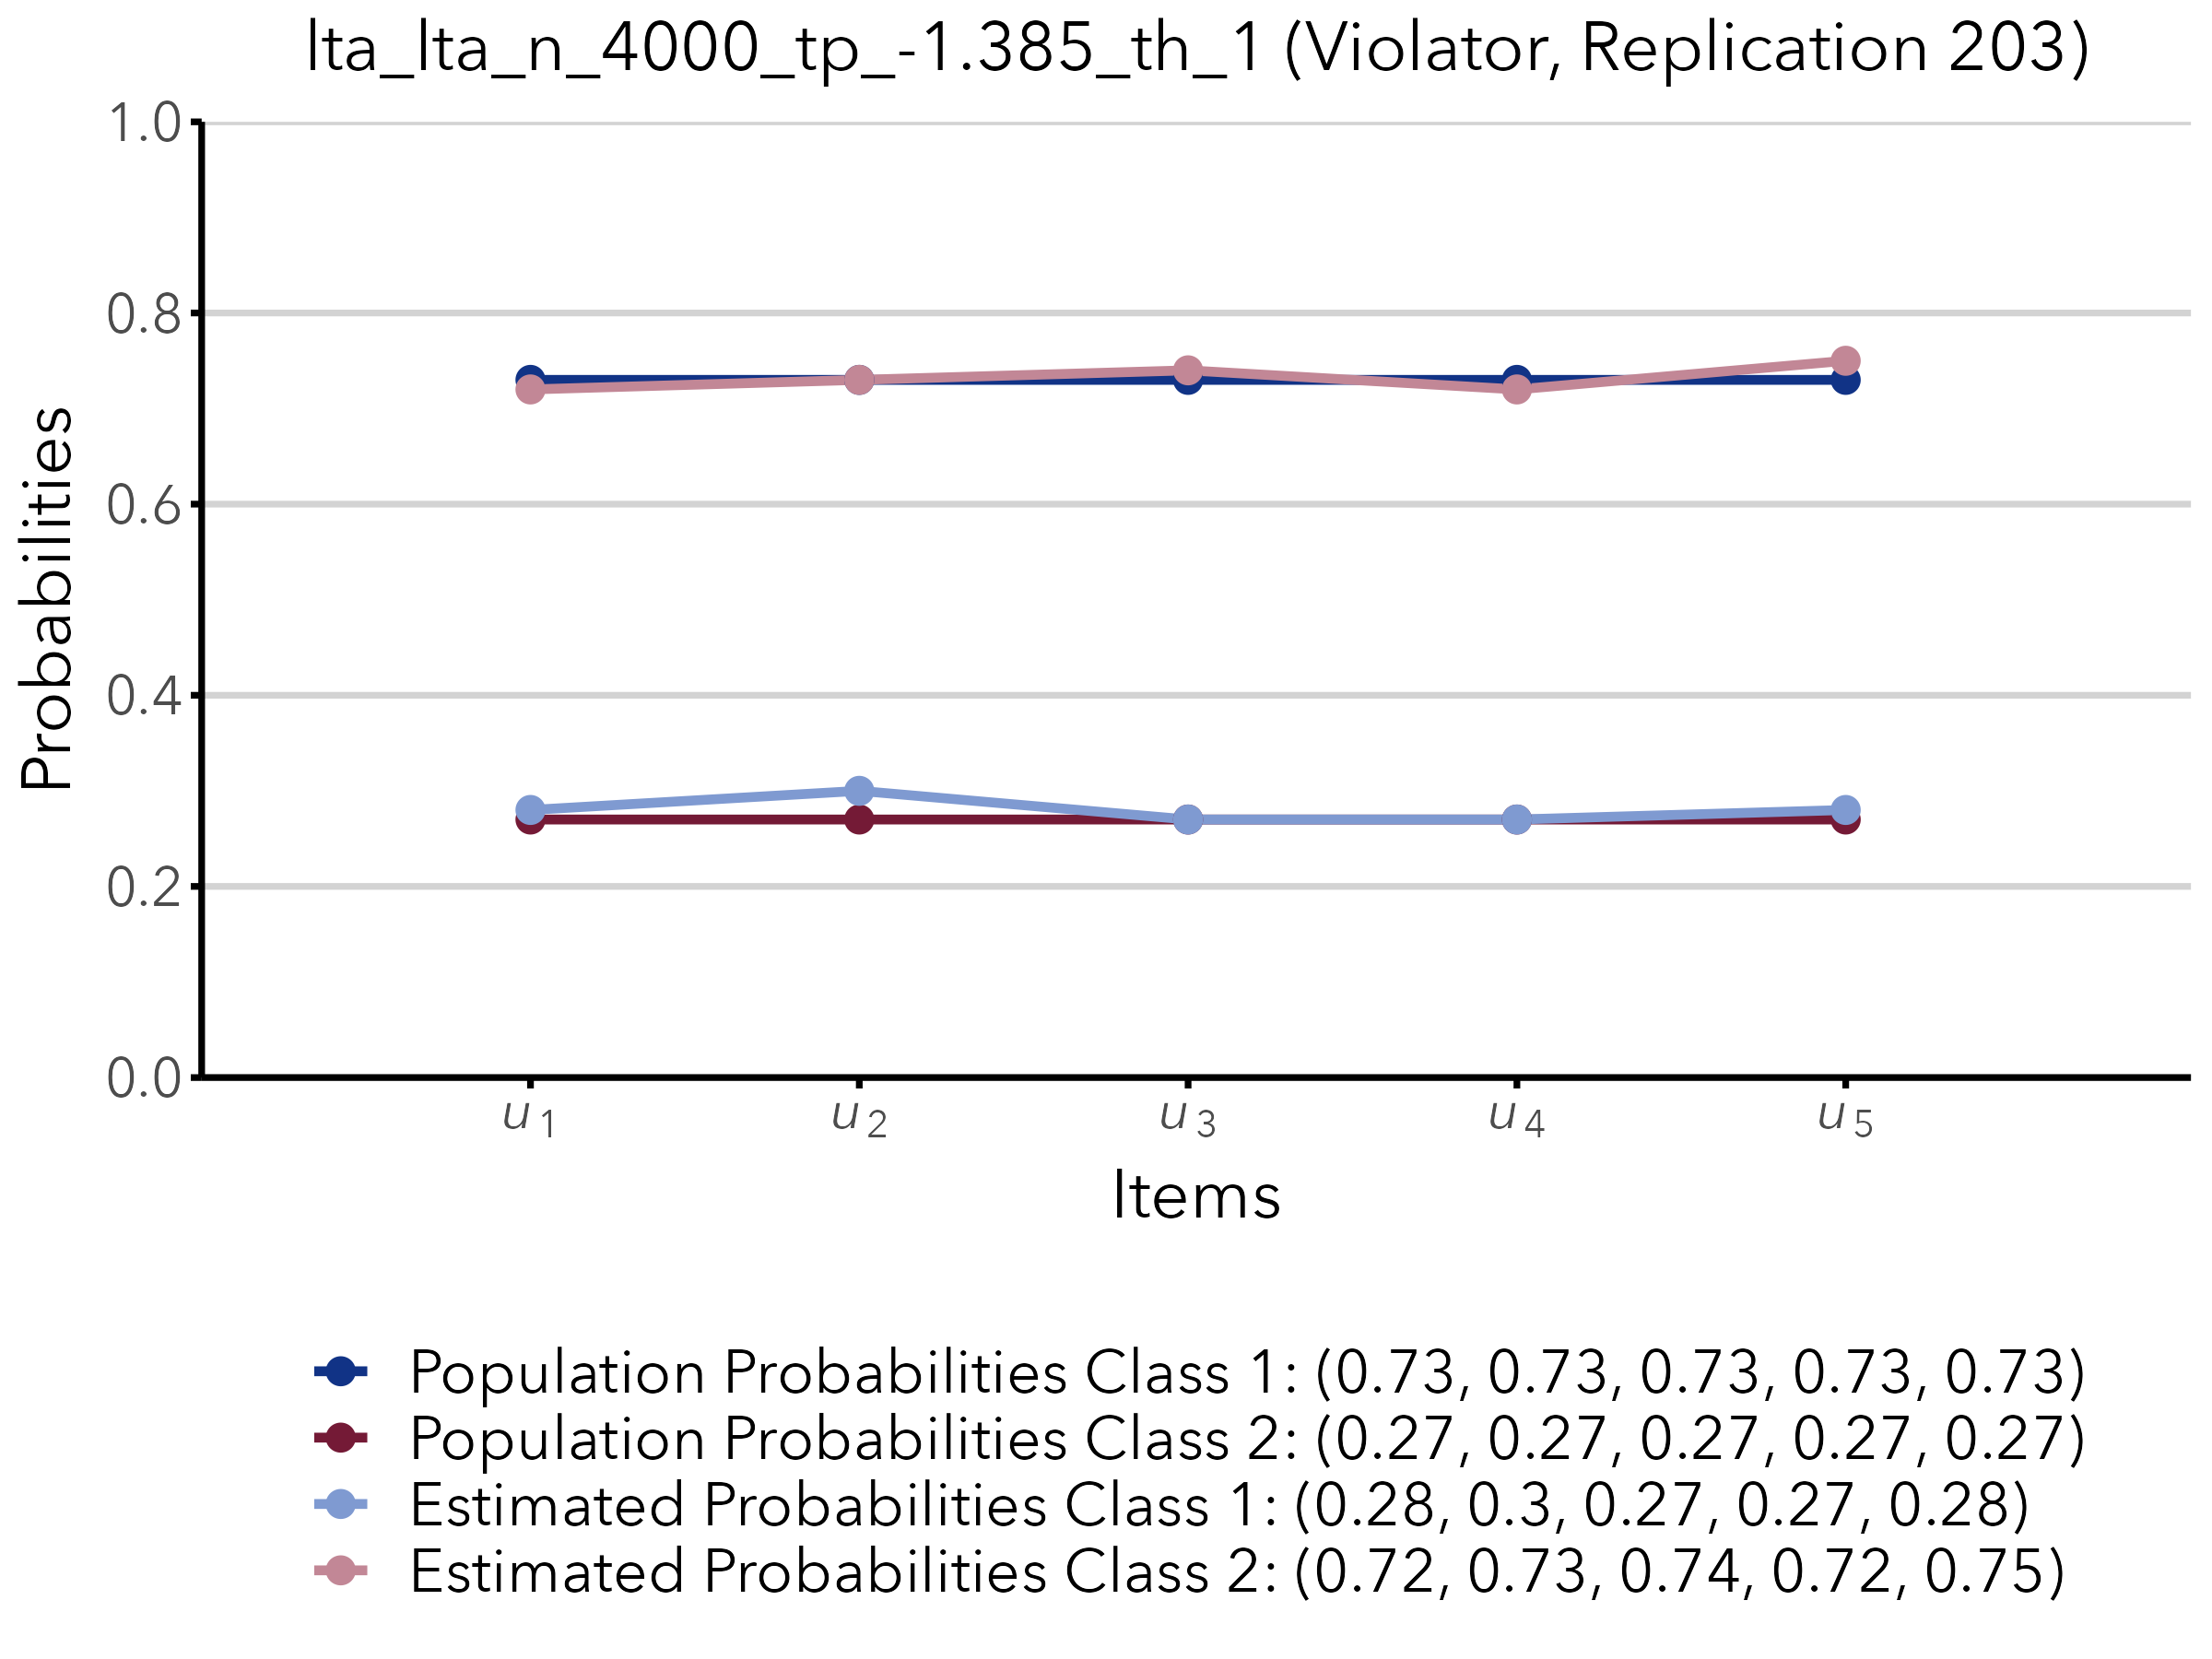 lta_lta_n_4000_tp_-1.385_th_1 (Violator, Replication 203)
1.0
0.8
0.6
0.4
0.2
0.0
Probabilities
u1 u2 u3 u4 u5
Items
Population Probabilities Class 1: (0.73, 0.73, 0.73, 0.73, 0.73)
Population Probabilities Class 2: (0.27, 0.27, 0.27, 0.27, 0.27)
Estimated Probabilities Class 1: (0.28, 0.3, 0.27, 0.27, 0.28)
Estimated Probabilities Class 2: (0.72, 0.73, 0.74, 0.72, 0.75)